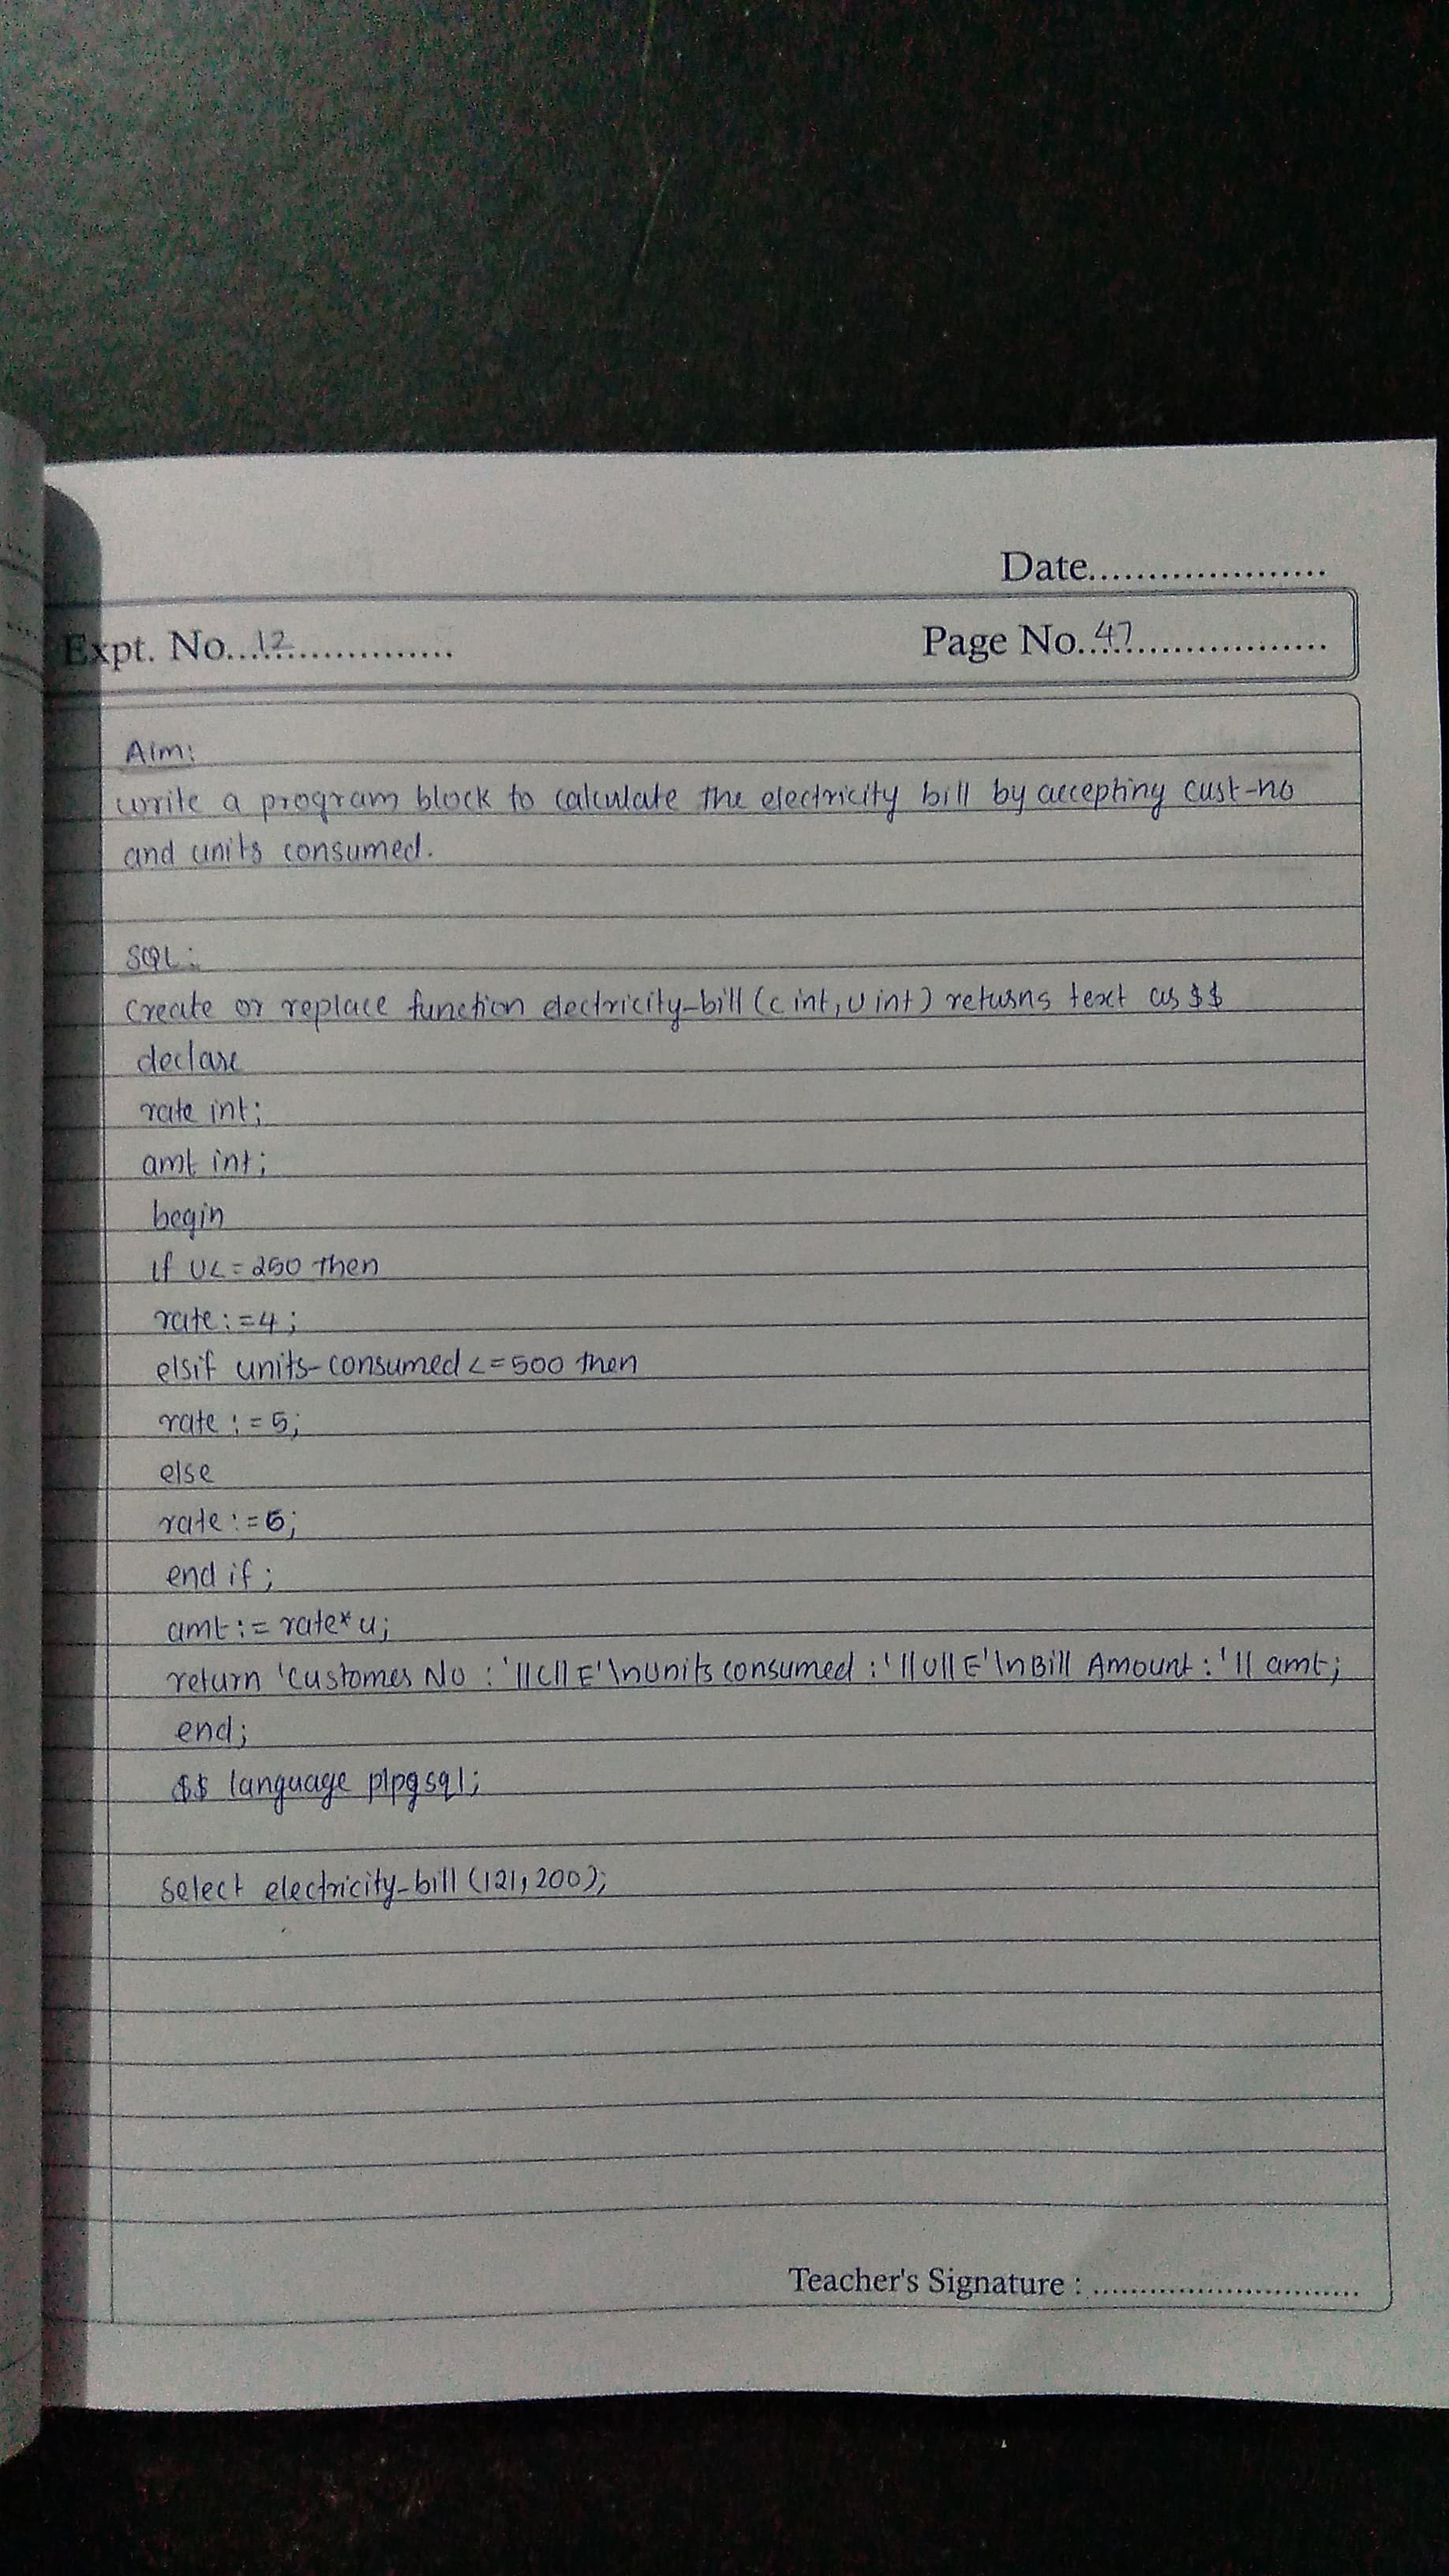 Date.....................
Expt. No...12................
Page No..47...................
Aim:
write a program block to calculate the electricity bill by accepting cust-no
and units consumed.
SQL:
create or replace function electricity-bill (c int, u int) returns text as $$
declare
rate int;
amt int;
begin
if u<=250 then
rate:=4;
elsif units-consumed<=500 then
rate:=5;
else
rate:=6;
end if;
amt:= rate*u;
return 'Customer No : '||c|| E'\nUnits consumed : '||u|| E'\nBill Amount : '|| amt;
end;
$$ language plpgsql;
select electricity-bill (121, 200);
Teacher's Signature : ............................